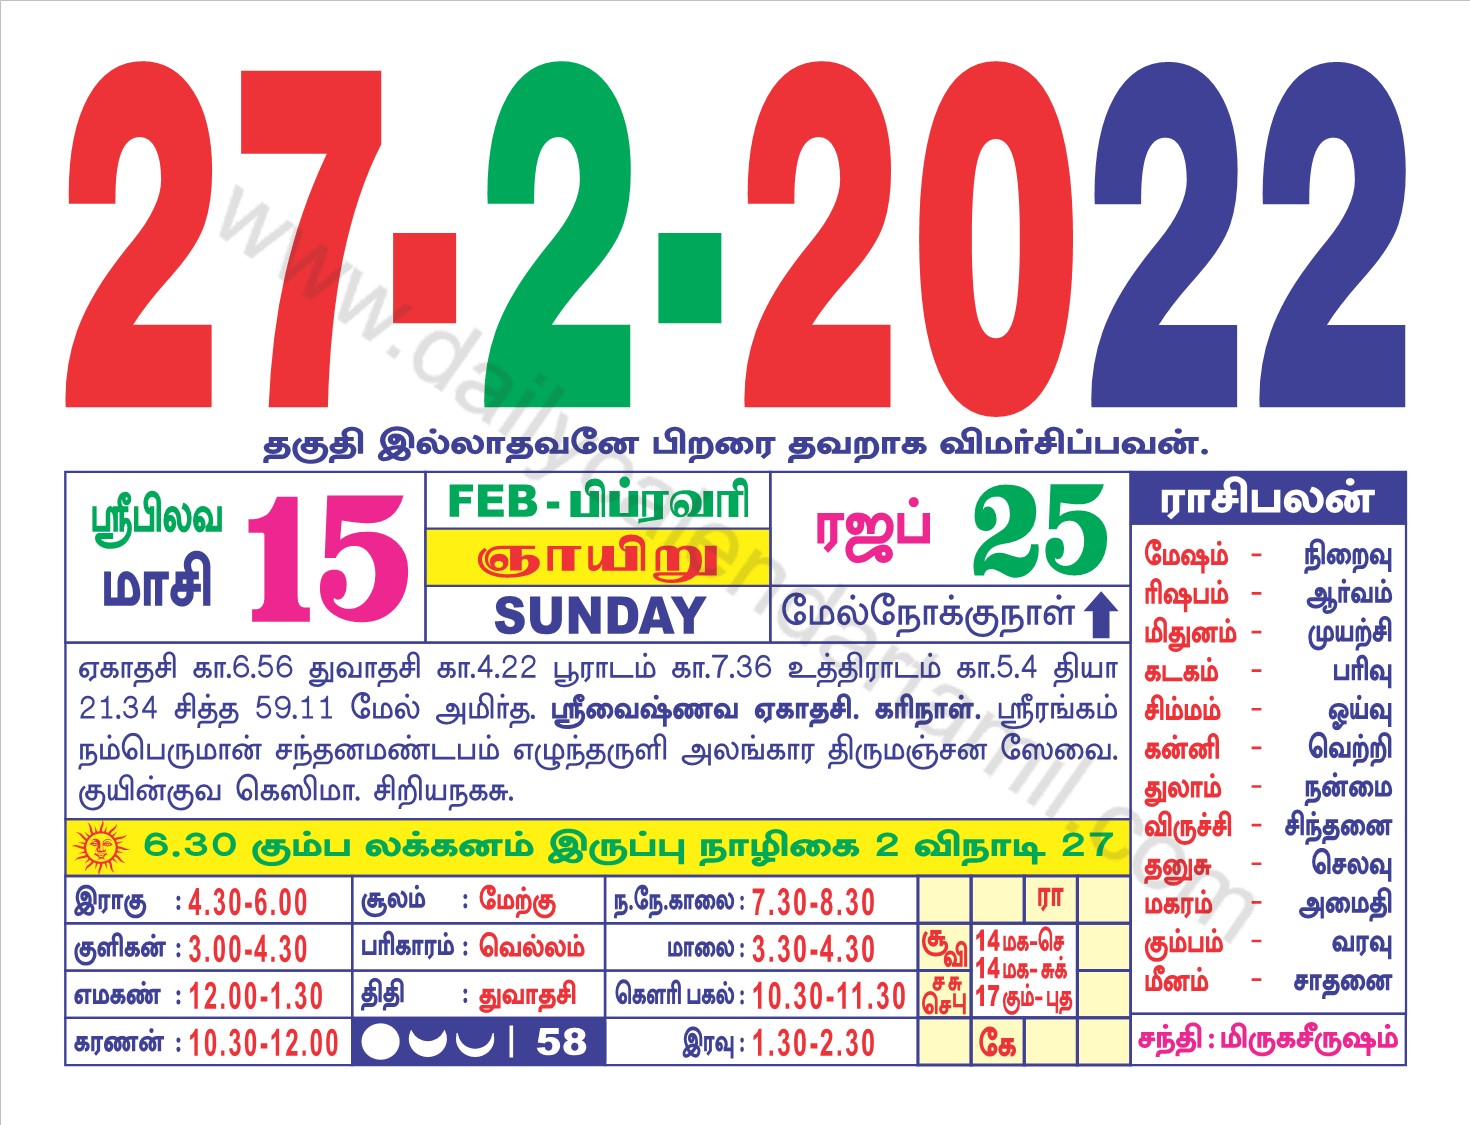 27-2-2022
தகுதி இல்லாதவனே பிறரை தவறாக விமர்சிப்பவன்.
ஸ்ரீபிலவ
மாசி 15
FEB - பிப்ரவரி
ஞாயிறு
SUNDAY
ரஜப் 25
மேல்நோக்குநாள்
ஏகாதசி கா.6.56 துவாதசி கா.4.22 பூராடம் கா.7.36 உத்திராடம் கா.5.4 தியா
21.34 சித்த 59.11 மேல் அமிர்த. ஸ்ரீவைஷ்ணவ ஏகாதசி. கரிநாள். ஸ்ரீரங்கம்
நம்பெருமான் சந்தனமண்டபம் எழுந்தருளி அலங்கார திருமஞ்சன ஸேவை.
குயின்குவ கெஸிமா. சிறியநகசு.
6.30 கும்ப லக்கனம் இருப்பு நாழிகை 2 விநாடி 27
இராகு : 4.30-6.00
குளிகன் : 3.00-4.30
எமகண் : 12.00-1.30
கரணன் : 10.30-12.00
சூலம் : மேற்கு
பரிகாரம் : வெல்லம்
திதி : துவாதசி
| 58
ந.நே.காலை : 7.30-8.30
மாலை : 3.30-4.30
கௌரி பகல் : 10.30-11.30
இரவு : 1.30-2.30
ரா
சூ
வி
சசு
செபு
14 மக-செ
14 மக-சுக்
17 கும்-புத
கே
ராசிபலன்
மேஷம் - நிறைவு
ரிஷபம் - ஆர்வம்
மிதுனம் - முயற்சி
கடகம் - பரிவு
சிம்மம் - ஓய்வு
கன்னி - வெற்றி
துலாம் - நன்மை
விருச்சி - சிந்தனை
தனுசு - செலவு
மகரம் - அமைதி
கும்பம் - வரவு
மீனம் - சாதனை
சந்தி : மிருகசீருஷம்
www.dailycalendartamil.com